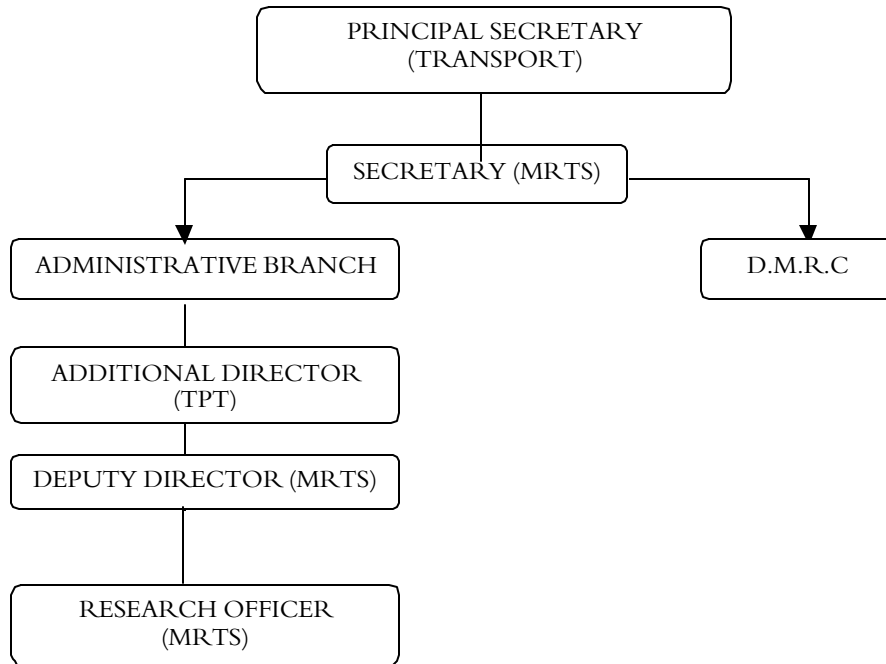 PRINCIPAL SECRETARY
(TRANSPORT)
SECRETARY (MRTS)
ADMINISTRATIVE BRANCH
D.M.R.C
ADDITIONAL DIRECTOR
(TPT)
DEPUTY DIRECTOR (MRTS)
RESEARCH OFFICER
(MRTS)